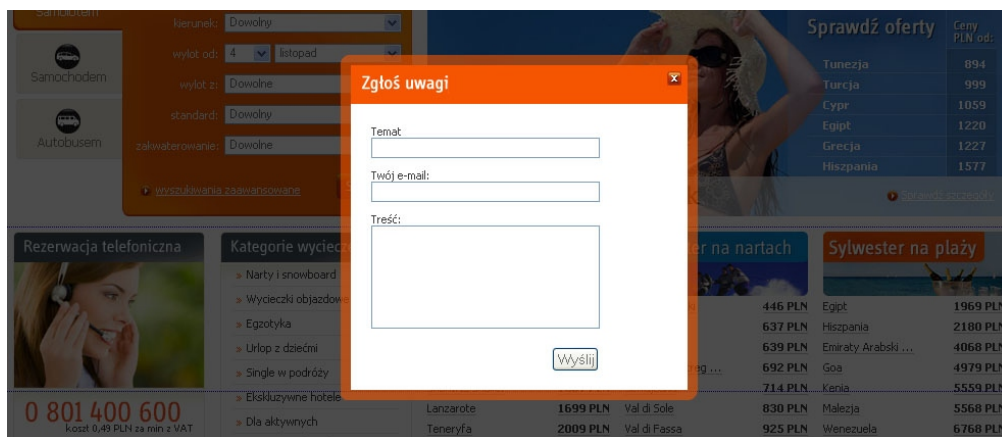 Samolotem
Samochodem
Autobusem
kierunek: Dowolny
wylot od: 4 listopad
wylot z: Dowolne
standard: Dowolny
zakwaterowanie: Dowolne
wyszukiwania zaawansowane
Zgłoś uwagi
x
Temat
Twój e-mail:
Treść:
Wyślij
Sprawdź oferty
Ceny
PLN od:
Tunezja 894
Turcja 999
Cypr 1059
Egipt 1220
Grecja 1227
Hiszpania 1577
Sprawdź szczegóły
Rezerwacja telefoniczna
0 801 400 600
koszt 0,49 PLN za min z VAT
Kategorie wyciecz
» Narty i snowboard
» Wycieczki objazdowe
» Egzotyka
» Urlop z dziećmi
» Single w podróży
» Ekskluzywne hotele
» Dla aktywnych
Lanzarote 1699 PLN
Teneryfa 2009 PLN
er na nartach
446 PLN
637 PLN
639 PLN
692 PLN
714 PLN
Val di Sole 830 PLN
Val di Fassa 925 PLN
Sylwester na plaży
Egipt 1969 PLN
Hiszpania 2180 PLN
Emiraty Arabski ... 4068 PLN
Goa 4979 PLN
Kenia 5559 PLN
Malezja 5568 PLN
Wenezuela 6768 PLN